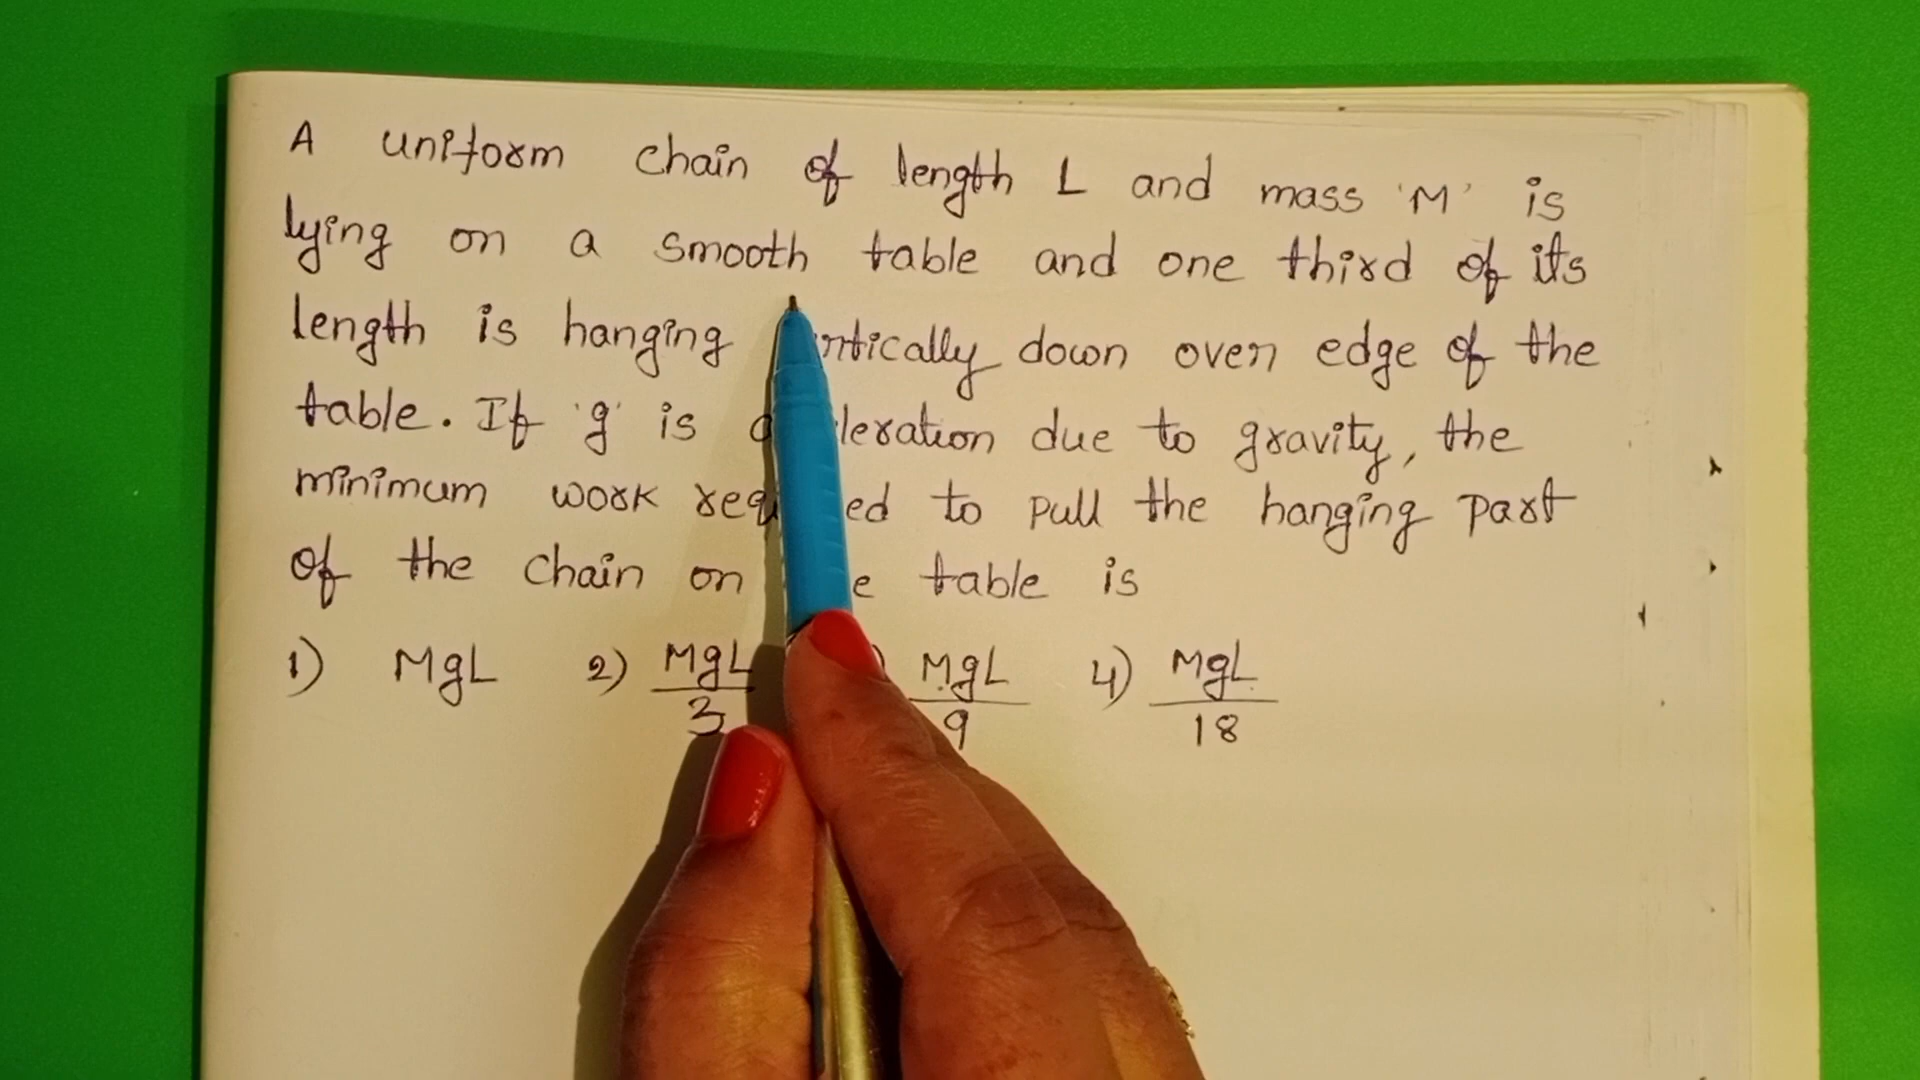 A uniform chain of length L and mass 'M' is
lying on a smooth table and one third of its
length is hanging down over edge of the
table. If 'g' is due to gravity, the
minimum work to pull the hanging part
of the chain on table is
1) MgL 2) MgL/3 MgL/9 4) MgL/18